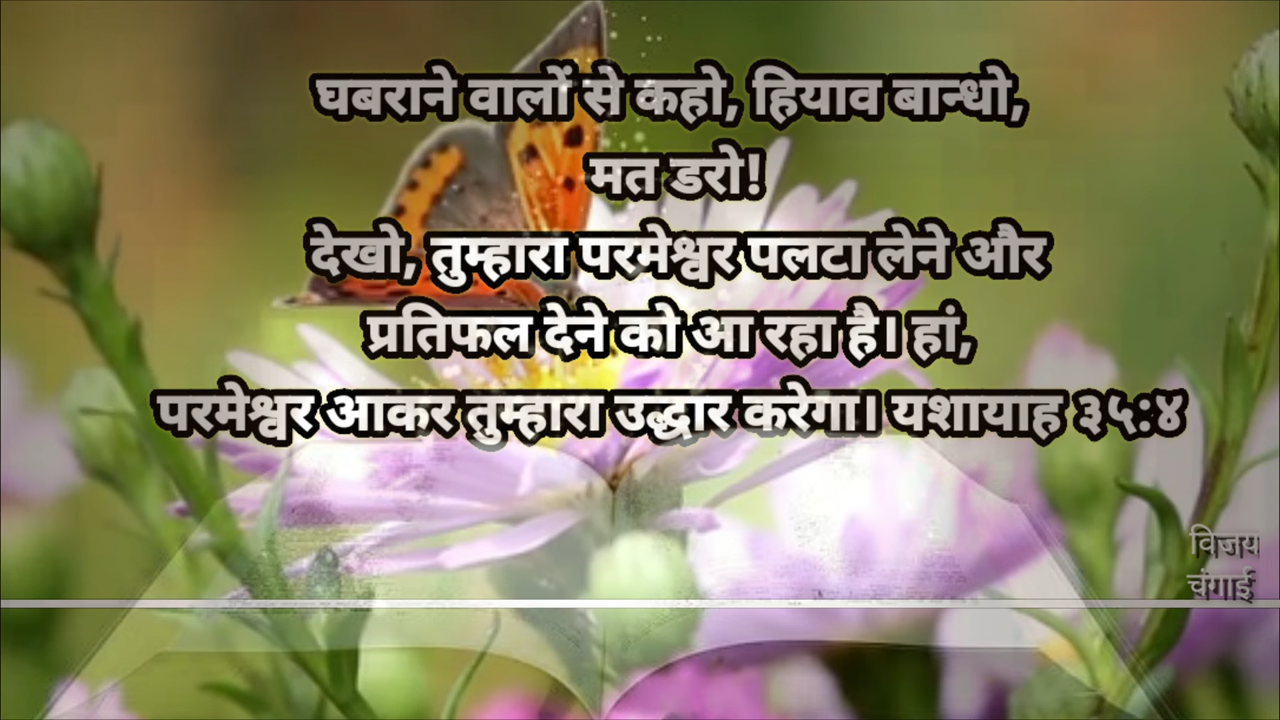 घबराने वालों से कहो, हियाव बान्धो,
मत डरो!
देखो, तुम्हारा परमेश्वर पलटा लेने और
प्रतिफल देने को आ रहा है। हां,
परमेश्वर आकर तुम्हारा उद्धार करेगा। यशायाह ३५:४
विजय
चंगाई